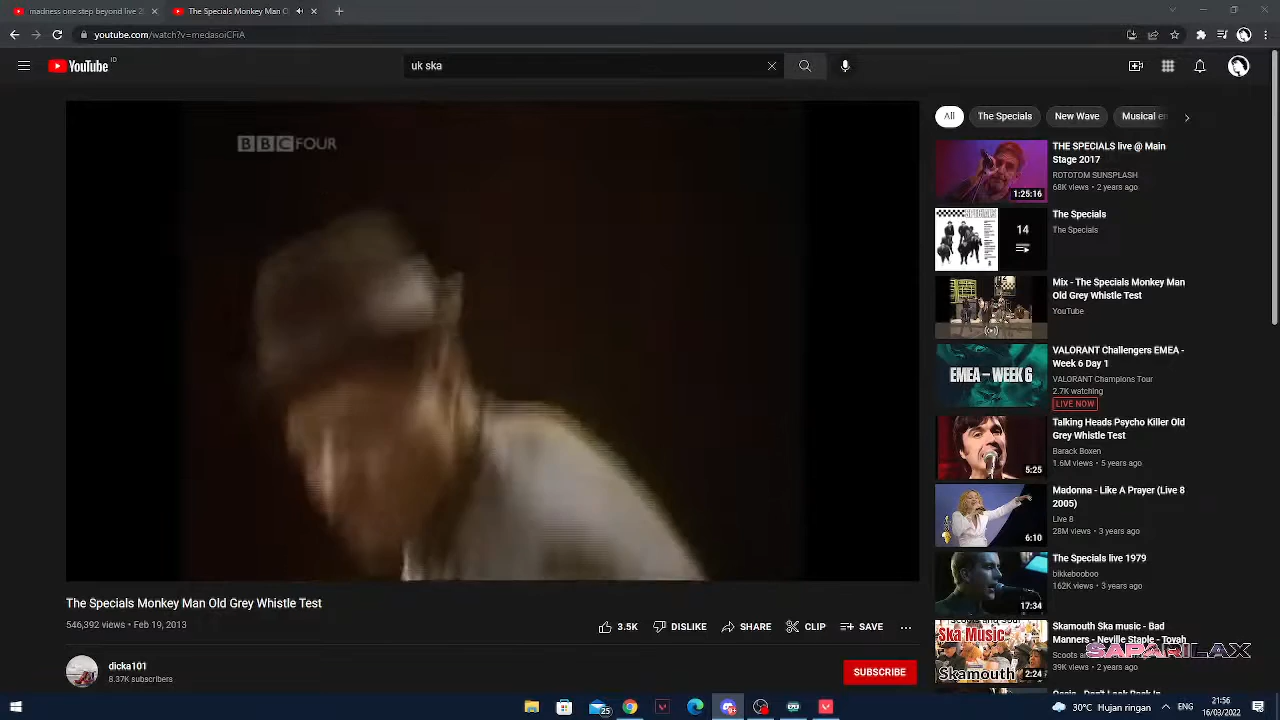 madness one step beyond live 2
The Specials Monkey Man O
youtube.com/watch?v=medasoiCFiA
YouTube
ID
uk ska
BBC FOUR
All
The Specials
New Wave
Musical e
THE SPECIALS live @ Main
Stage 2017
ROTOTOM SUNSPLASH
68K views • 2 years ago
1:25:16
SPECIALS
14
The Specials
The Specials
Mix - The Specials Monkey Man
Old Grey Whistle Test
YouTube
EMEA – WEEK 6
VALORANT Challengers EMEA -
Week 6 Day 1
VALORANT Champions Tour
2.7K watching
LIVE NOW
Talking Heads Psycho Killer Old
Grey Whistle Test
Barack Boxen
1.6M views • 5 years ago
5:25
Madonna - Like A Prayer (Live 8
2005)
Live 8
28M views • 3 years ago
6:10
The Specials live 1979
bikkebooboo
162K views • 3 years ago
17:34
Ska Music
Skamouth
2:24
Skamouth Ska music - Bad
Manners - Neville Staple - Tough
Scoots a
39K views • 2 years ago
SAPARILAX
The Specials Monkey Man Old Grey Whistle Test
546,392 views • Feb 19, 2013
3.5K
DISLIKE
SHARE
CLIP
SAVE
dicka101
8.37K subscribers
SUBSCRIBE
30°C Hujan ringan
21:56
16/03/2022